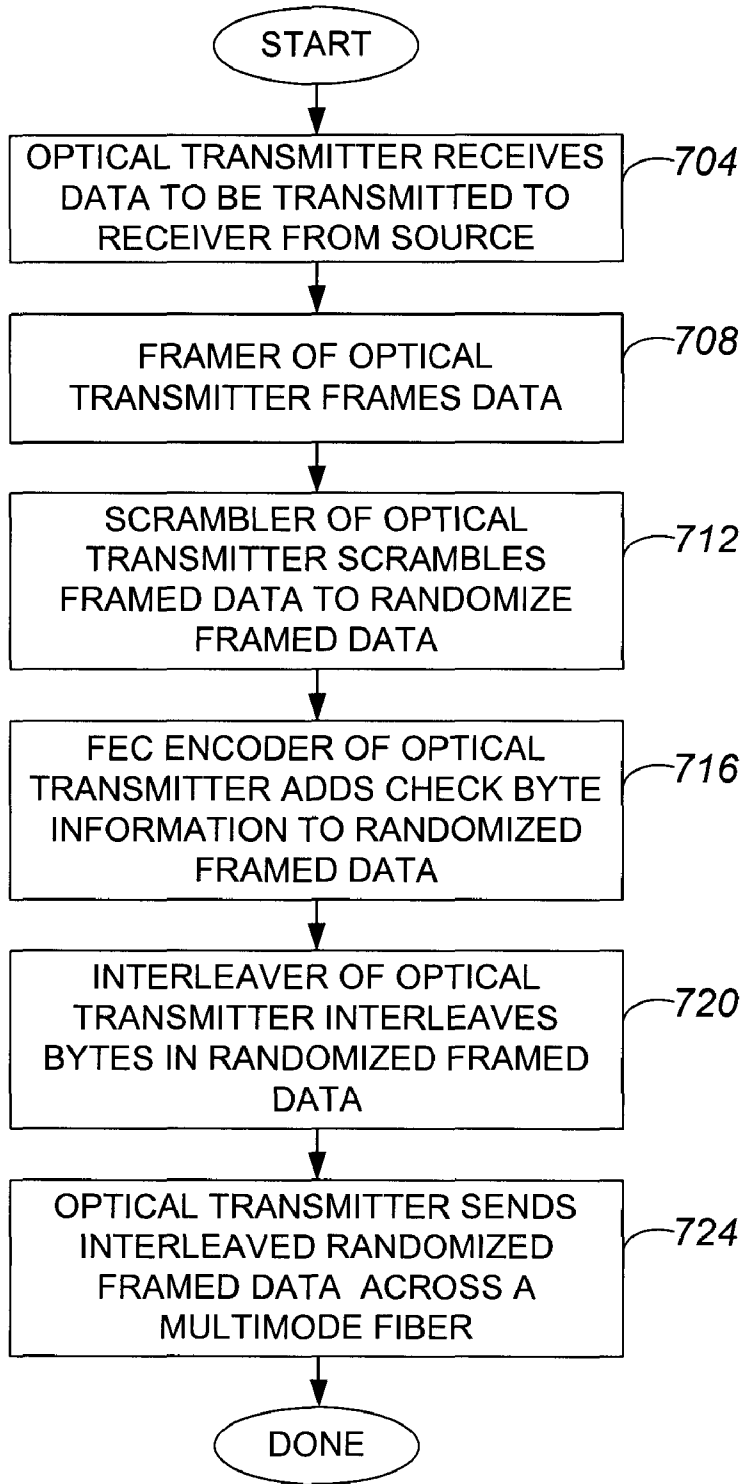 START
OPTICAL TRANSMITTER RECEIVES
DATA TO BE TRANSMITTED TO
RECEIVER FROM SOURCE
704
FRAMER OF OPTICAL
TRANSMITTER FRAMES DATA
708
SCRAMBLER OF OPTICAL
TRANSMITTER SCRAMBLES
FRAMED DATA TO RANDOMIZE
FRAMED DATA
712
FEC ENCODER OF OPTICAL
TRANSMITTER ADDS CHECK BYTE
INFORMATION TO RANDOMIZED
FRAMED DATA
716
INTERLEAVER OF OPTICAL
TRANSMITTER INTERLEAVES
BYTES IN RANDOMIZED FRAMED
DATA
720
OPTICAL TRANSMITTER SENDS
INTERLEAVED RANDOMIZED
FRAMED DATA ACROSS A
MULTIMODE FIBER
724
DONE